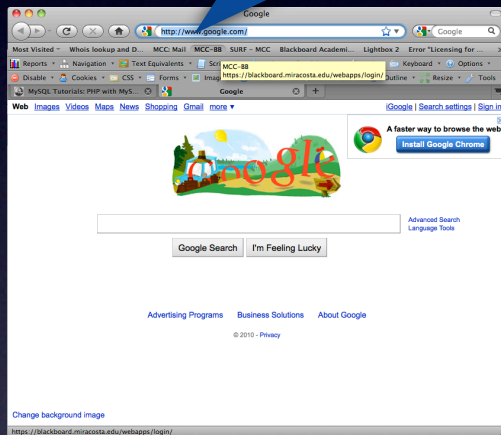 Google
http://www.google.com/
Google
Most Visited Whois lookup and D... MCC: Mail MCC-BB SURF - MCC Blackboard Academi... Lightbox 2 Error "Licensing for ...
Reports Navigation Text Equivalents Keyboard Options
MCC-BB
https://blackboard.miracosta.edu/webapps/login/
Disable Cookies CSS Forms Outline Resize Tools
MySQL Tutorials: PHP with MyS... Google
Web Images Videos Maps News Shopping Gmail more iGoogle | Search settings | Sign in
A faster way to browse the web
Install Google Chrome
Google
Advanced Search
Language Tools
Google Search I'm Feeling Lucky
Advertising Programs Business Solutions About Google
© 2010 - Privacy
Change background image
https://blackboard.miracosta.edu/webapps/login/